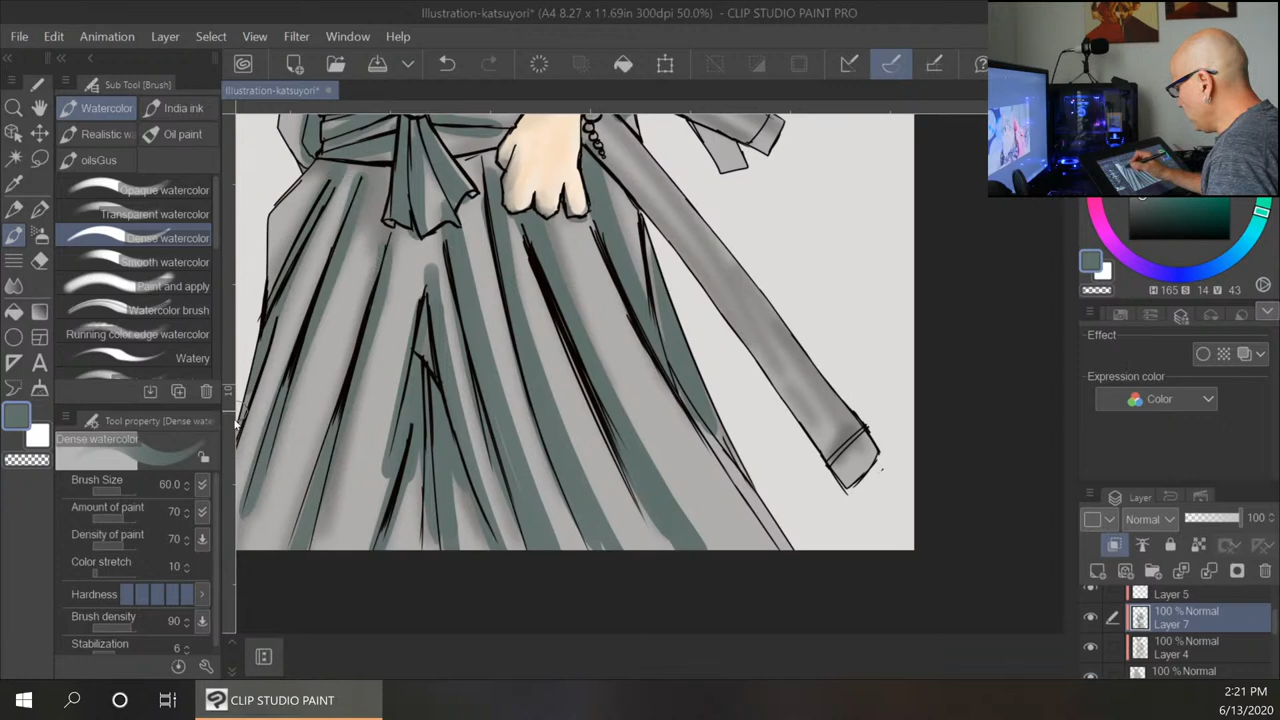 Illustration-katsuyori* (A4 8.27 x 11.69in 300dpi 50.0%) - CLIP STUDIO PAINT PRO
File Edit Animation Layer Select View Filter Window Help
Sub Tool [Brush]
Illustration-katsuyori*
Watercolor India ink
Realistic wa Oil paint
oilsGus
Opaque watercolor
Transparent watercolor
Dense watercolor
Smooth watercolor
Paint and apply
Watercolor brush
Running color edge watercolor
Watery
Tool property [Dense wate
Dense watercolor
Brush Size 60.0
Amount of paint 70
Density of paint 70
Color stretch 10
Hardness
Brush density 90
Stabilization 6
10
H 165 S 14 V 43
Effect
Expression color
Color
Layer
Normal 100
Layer 5
100 % Normal
Layer 7
100 % Normal
Layer 4
100 % Normal
CLIP STUDIO PAINT
2:21 PM
6/13/2020